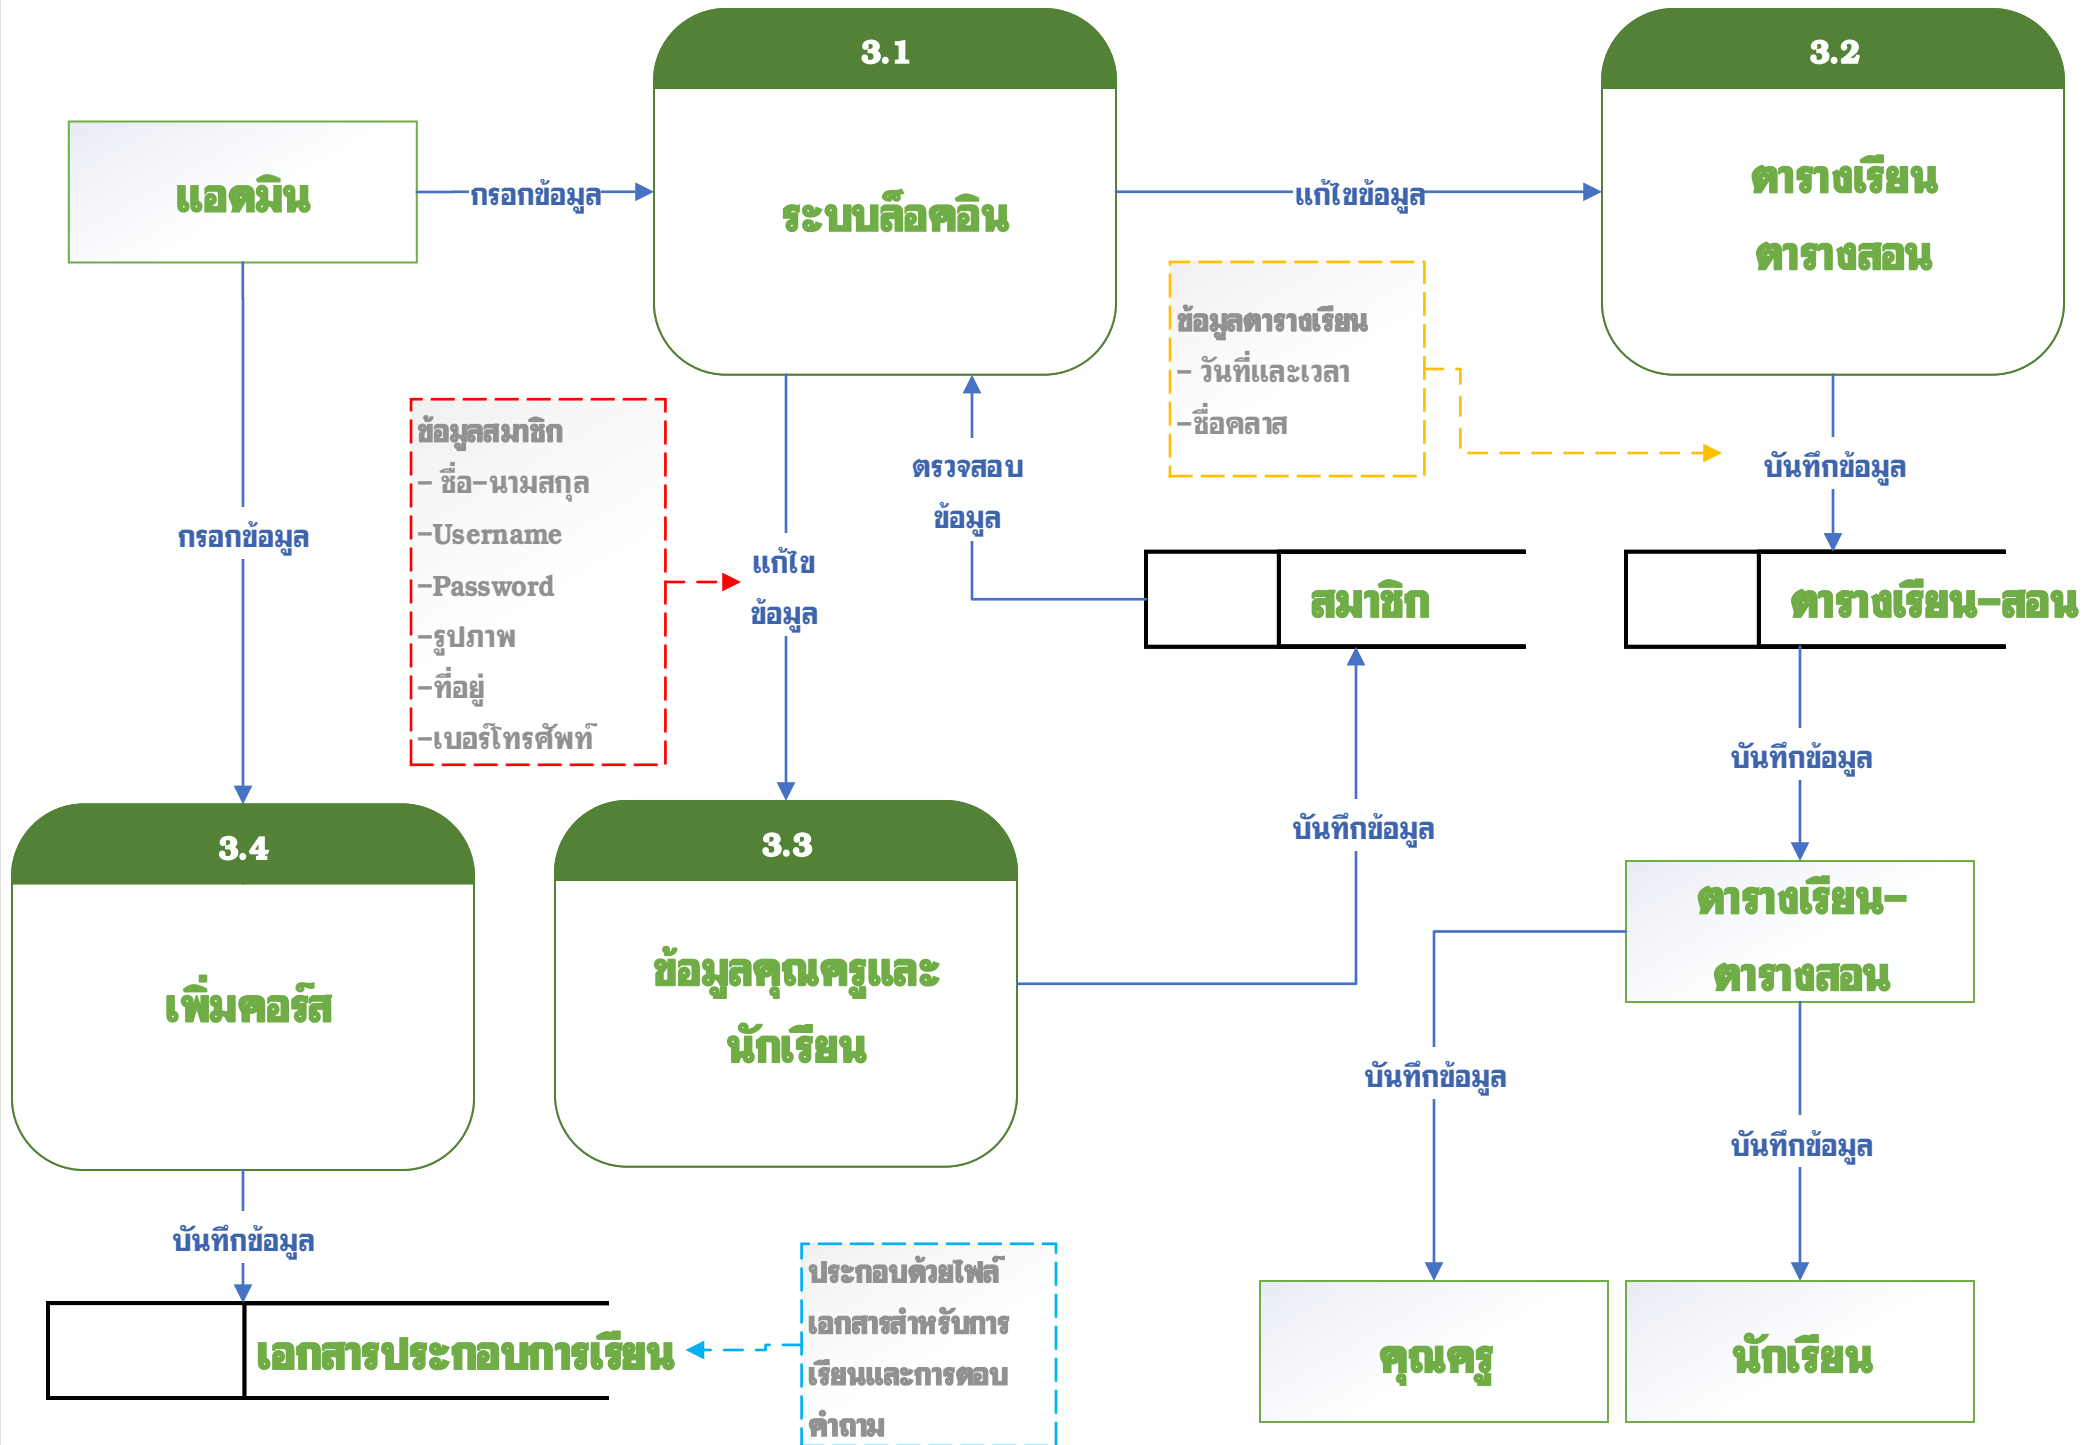 3.1
3.2
แอดมิน
กรอกข้อมูล
ระบบล็อคอิน
แก้ไขข้อมูล
ตารางเรียน
ตารางสอน
ข้อมูลตารางเรียน
- วันที่และเวลา
-ชื่อคลาส
ข้อมูลสมาชิก
- ชื่อ-นามสกุล
-Username
-Password
-รูปภาพ
-ที่อยู่
-เบอร์โทรศัพท์
ตรวจสอบ
ข้อมูล
บันทึกข้อมูล
กรอกข้อมูล
แก้ไข
ข้อมูล
สมาชิก
ตารางเรียน-สอน
บันทึกข้อมูล
บันทึกข้อมูล
3.4
3.3
เพิ่มคอร์ส
ข้อมูลคุณครูและ
นักเรียน
ตารางเรียน-
ตารางสอน
บันทึกข้อมูล
บันทึกข้อมูล
บันทึกข้อมูล
เอกสารประกอบการเรียน
ประกอบด้วยไฟล์
เอกสารสำหรับการ
เรียนและการตอบ
คำถาม
คุณครู
นักเรียน